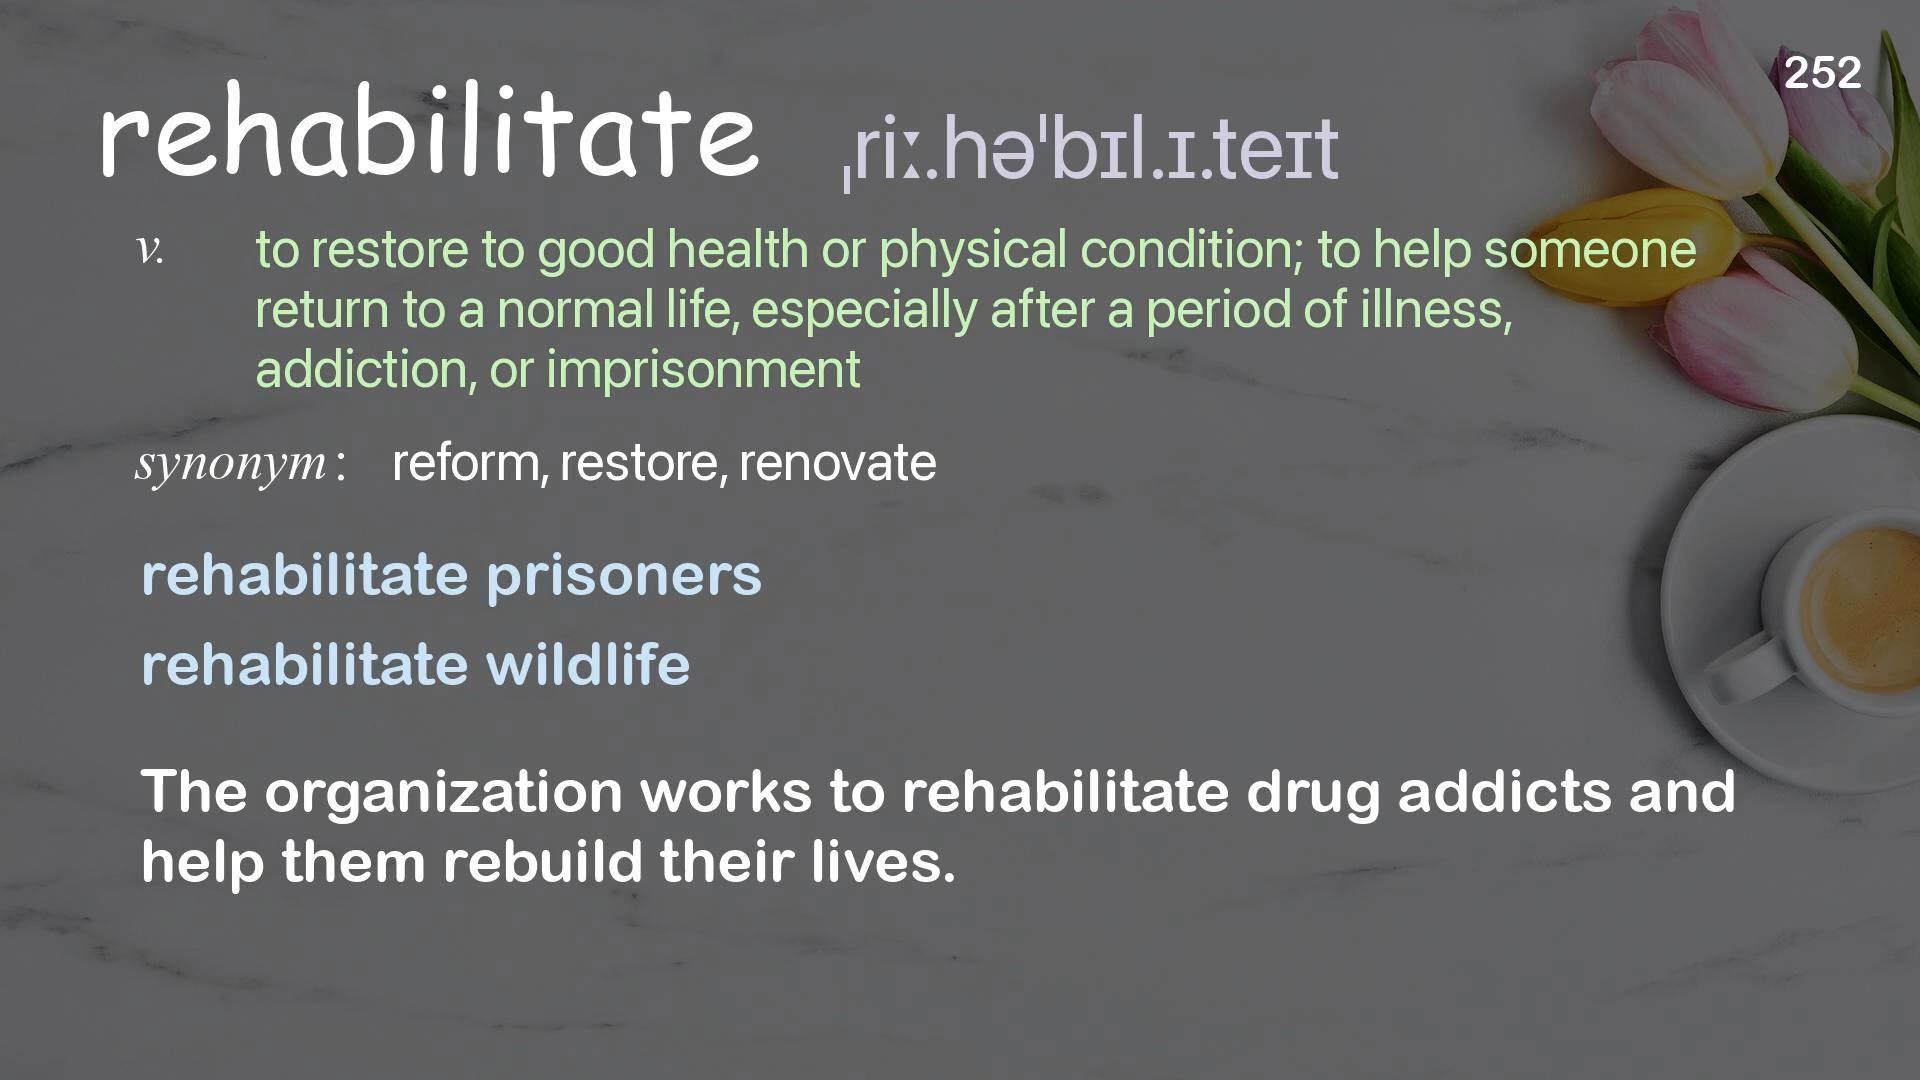 252
rehabilitate ˌriː.həˈbɪl.ɪ.teɪt
v. to restore to good health or physical condition; to help someone
return to a normal life, especially after a period of illness,
addiction, or imprisonment
synonym: reform, restore, renovate
rehabilitate prisoners
rehabilitate wildlife
The organization works to rehabilitate drug addicts and
help them rebuild their lives.